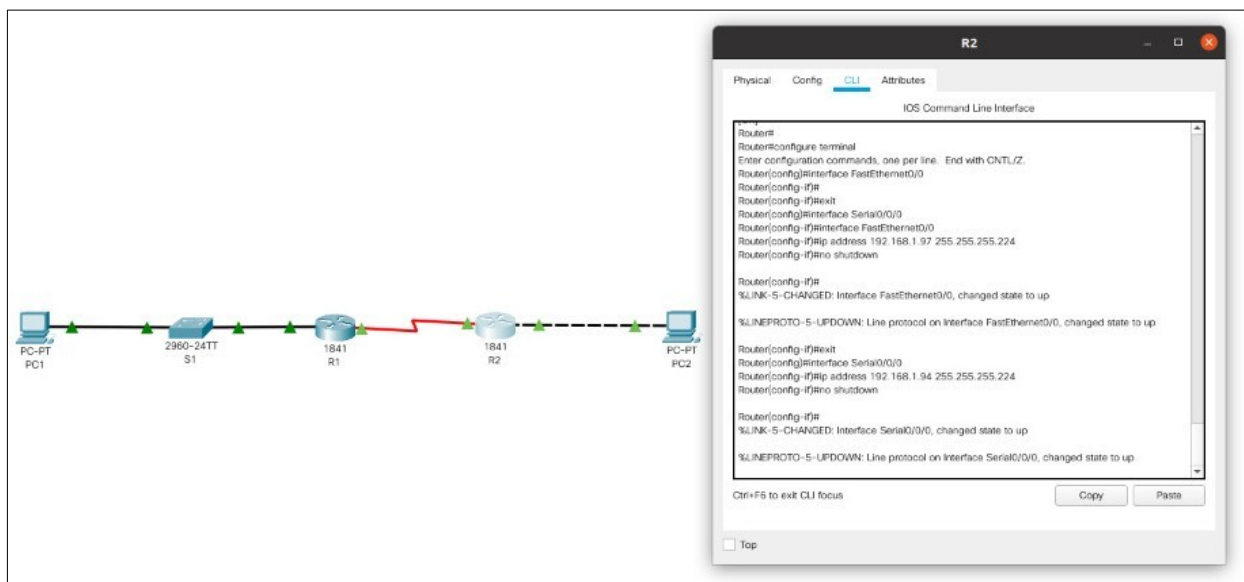 R2
Physical Config CLI Attributes
IOS Command Line Interface
Router#
Router#configure terminal
Enter configuration commands, one per line. End with CNTL/Z.
Router(config)#interface FastEthernet0/0
Router(config-if)#
Router(config-if)#exit
Router(config)#interface Serial0/0/0
Router(config-if)#interface FastEthernet0/0
Router(config-if)#ip address 192.168.1.97 255.255.255.224
Router(config-if)#no shutdown
Router(config-if)#
%LINK-5-CHANGED: Interface FastEthernet0/0, changed state to up
%LINEPROTO-5-UPDOWN: Line protocol on Interface FastEthernet0/0, changed state to up
Router(config-if)#exit
Router(config)#interface Serial0/0/0
Router(config-if)#ip address 192.168.1.94 255.255.255.224
Router(config-if)#no shutdown
Router(config-if)#
%LINK-5-CHANGED: Interface Serial0/0/0, changed state to up
%LINEPROTO-5-UPDOWN: Line protocol on Interface Serial0/0/0, changed state to up
Ctrl+F6 to exit CLI focus
Copy Paste
Top
PC-PT
PC1
2960-24TT
S1
1841
R1
1841
R2
PC-PT
PC2